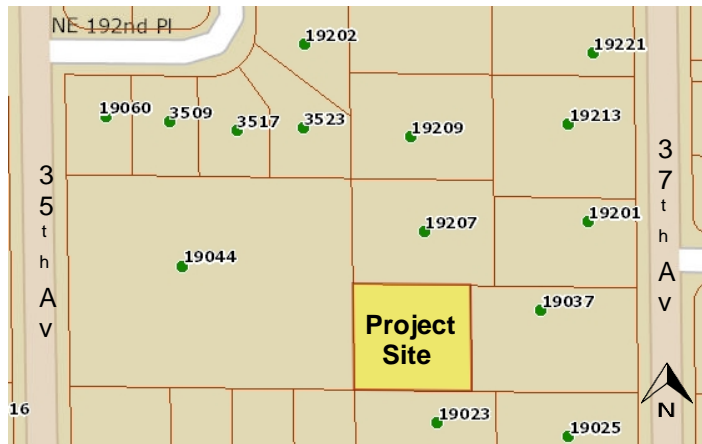 NE 192nd Pl
19202
19221
19060
3509
3517
3523
19209
19213
35th Av
37th Av
19207
19201
19044
19037
Project
Site
16
19023
19025
N